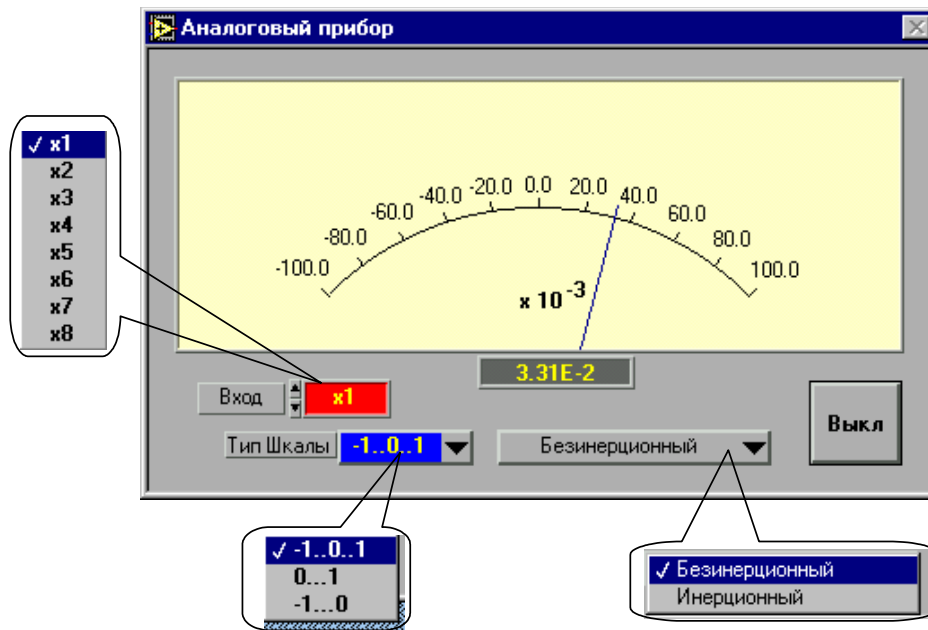 Аналоговый прибор
✓ x1
x2
x3
x4
x5
x6
x7
x8
-100.0 -80.0 -60.0 -40.0 -20.0 0.0 20.0 40.0 60.0 80.0 100.0
x 10 -3
3.31E-2
Вход x1
Тип Шкалы -1..0..1 Безинерционный
Выкл
✓ -1..0..1
0...1
-1...0
✓ Безинерционный
Инерционный